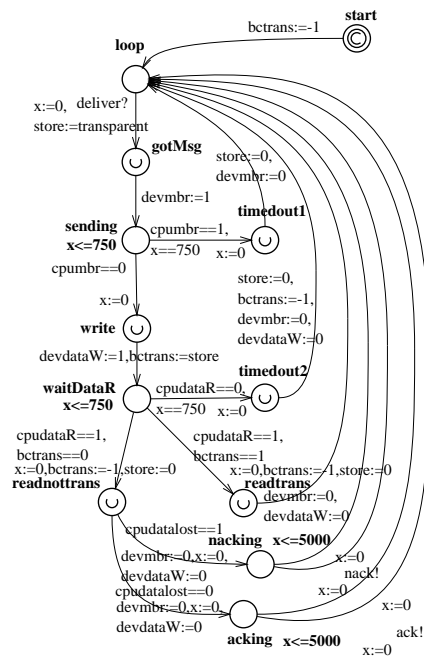 start
bctrans:=-1
loop
x:=0, deliver?
store:=transparent
gotMsg
store:=0,
devmbr:=0
devmbr:=1
timedout1
sending
x<=750
cpumbr==1,
x==750
x:=0
cpumbr==0
x:=0
store:=0,
bctrans:=-1,
devmbr:=0,
devdataW:=0
write
devdataW:=1,bctrans:=store
timedout2
waitDataR
x<=750
cpudataR==0,
x==750
x:=0
cpudataR==1,
bctrans==0
x:=0,bctrans:=-1,store:=0
cpudataR==1,
bctrans==1
x:=0,bctrans:=-1,store:=0
readnottrans
readtrans
devmbr:=0,
devdataW:=0
cpudatalost==1
nacking x<=5000
devmbr:=0,x:=0,
devdataW:=0
x:=0
nack!
cpudatalost==0
x:=0
devmbr:=0,x:=0,
devdataW:=0
x:=0
acking x<=5000
ack!
x:=0